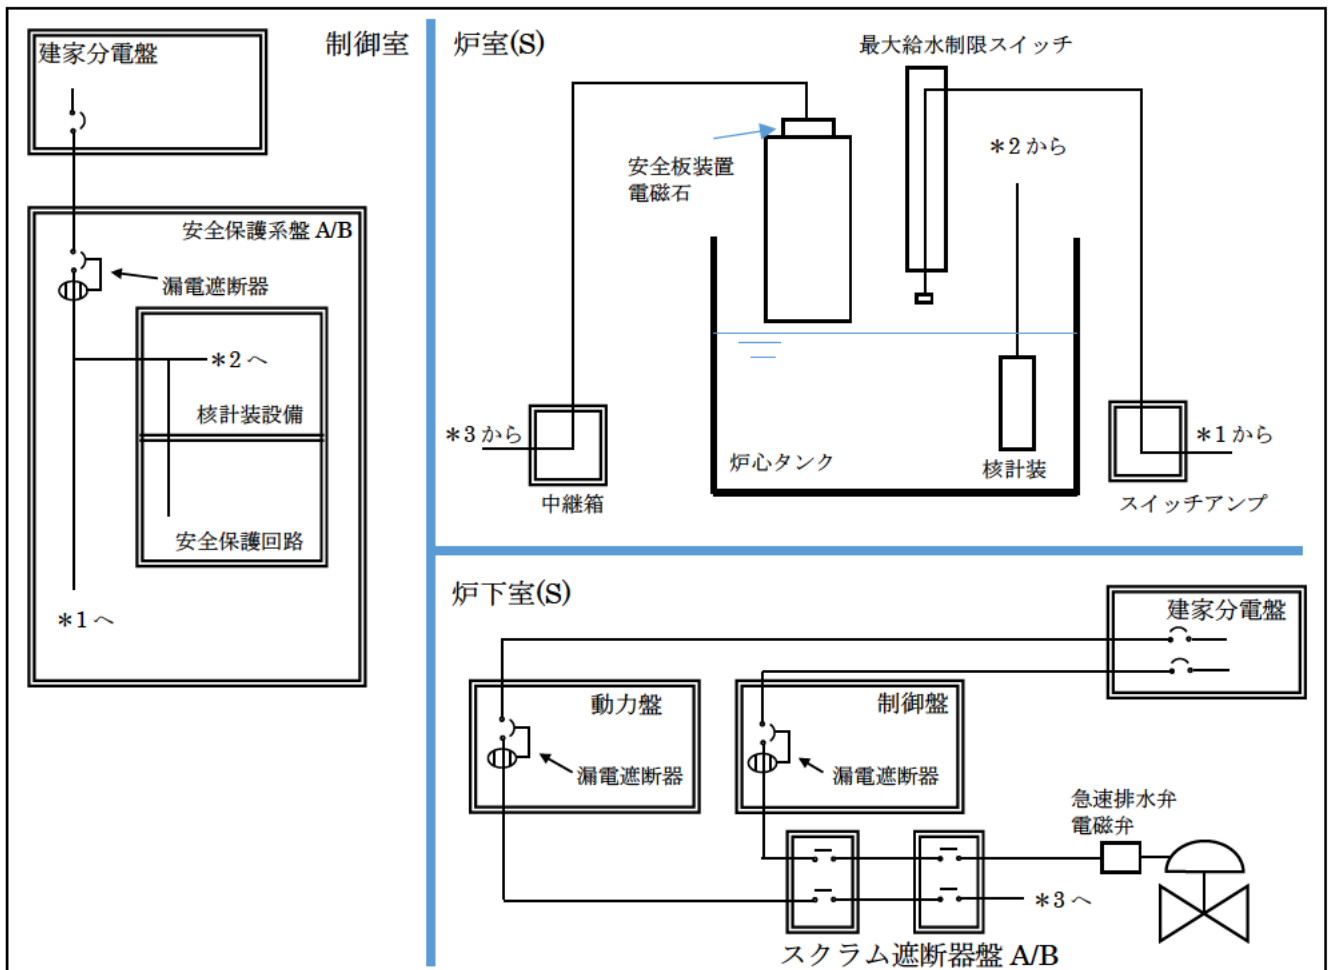 建家分電盤
制御室
安全保護系盤 A/B
漏電遮断器
*2 へ
核計装設備
安全保護回路
*1 へ
炉室(S)
最大給水制限スイッチ
安全板装置
電磁石
*2 から
*3 から
中継箱
炉心タンク
核計装
*1 から
スイッチアンプ
炉下室(S)
建家分電盤
動力盤
漏電遮断器
制御盤
漏電遮断器
急速排水弁
電磁弁
*3 へ
スクラム遮断器盤 A/B